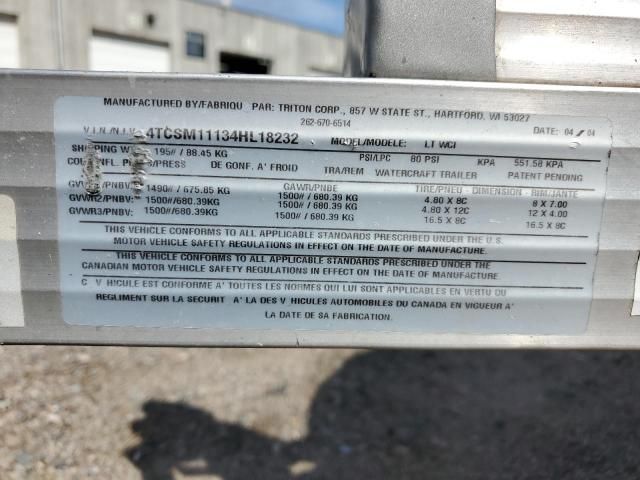 MANUFACTURED BY/FABRIQU PAR: TRITON CORP., 857 W STATE ST., HARTFORD, WI 53027
262-670-6514 DATE: 04 / 04
V.I.N./N.I.V. 4TCSM11134HL18232 MODEL/MODELE: LT WCI
SHIPPING 195# / 88.45 KG PSI/LPC 80 PSI KPA 551.58 KPA
INFL. PRESS DE GONF. A' FROID TRA/REM WATERCRAFT TRAILER PATENT PENDING
GVWR/PNBV: 1490# / 675.85 KG GAWR/PNBE TIRE/PNEU - DIMENSION - RIM/JANTE
GVWR2/PNBV: 1500# /680.39KG 1500# / 680.39 KG 4.80 X 8C 8 X 7.00
GVWR3/PNBV: 1500# /680.39KG 1500# / 680.39 KG 4.80 X 12C 12 X 4.00
1500# / 680.39 KG 16.5 X 8C 16.5 X 8C
THIS VEHICLE CONFORMS TO ALL APPLICABLE STANDARDS PRESCRIBED UNDER THE U.S.
MOTOR VEHICLE SAFETY REGULATIONS IN EFFECT ON THE DATE OF MANUFACTURE.
THIS VEHICLE CONFORMS TO ALL APPLICABLE STANDARDS PRESCRIBED UNDER THE
CANADIAN MOTOR VEHICLE SAFETY REGULATIONS IN EFFECT ON THE DATE OF MANUFACTURE.
C V HICULE EST CONFORME A' TOUTES LES NORMES QUI LUI SONT APPLICABLES EN VERTU DU
REGLIMENT SUR LA SECURIT A' LA DES V HICULES AUTOMOBILES DU CANADA EN VIGUEUR A'
LA DATE DE SA FABRICATION.